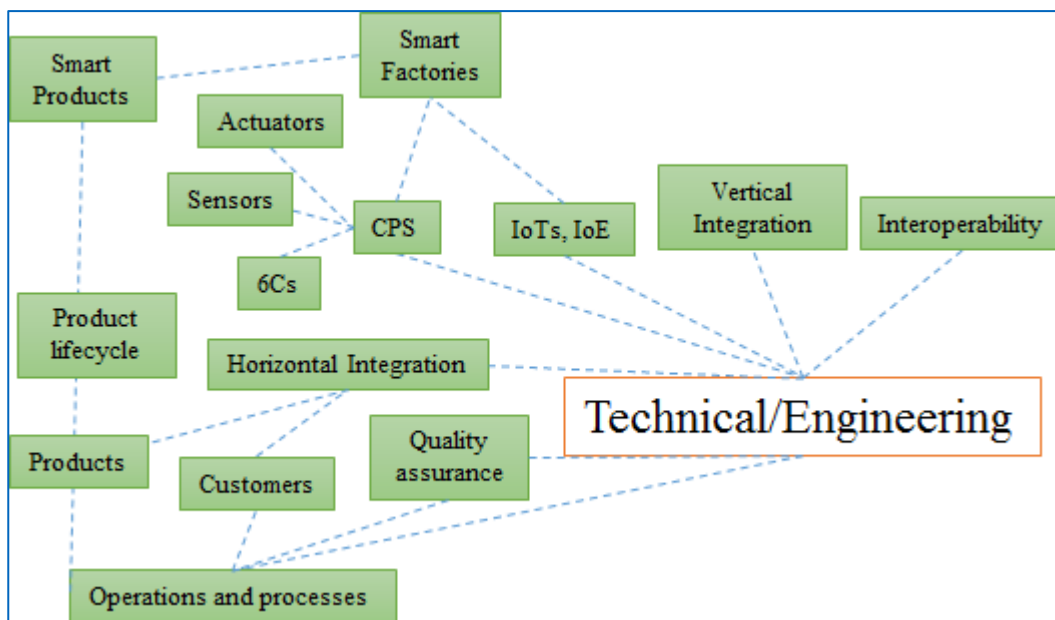 Smart
Products
Smart
Factories
Actuators
Sensors
CPS
IoTs, IoE
Vertical
Integration
Interoperability
6Cs
Product
lifecycle
Horizontal Integration
Technical/Engineering
Products
Customers
Quality
assurance
Operations and processes